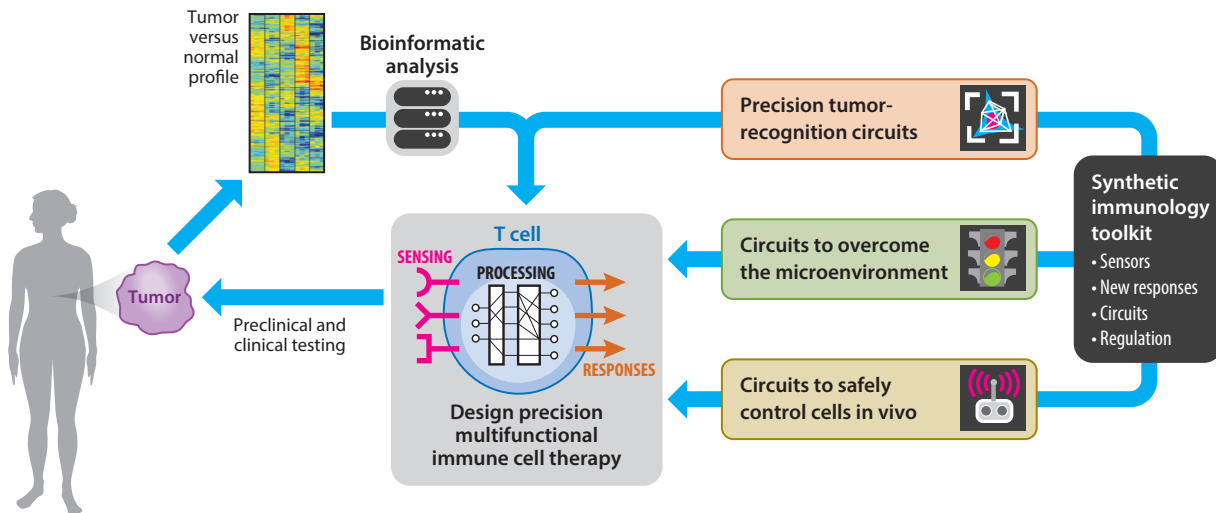 Tumor
versus
normal
profile
Bioinformatic
analysis
Precision tumor-
recognition circuits
Synthetic
immunology
toolkit
• Sensors
• New responses
• Circuits
• Regulation
Circuits to overcome
the microenvironment
Circuits to safely
control cells in vivo
T cell
SENSING
PROCESSING
RESPONSES
Design precision
multifunctional
immune cell therapy
Tumor
Preclinical and
clinical testing